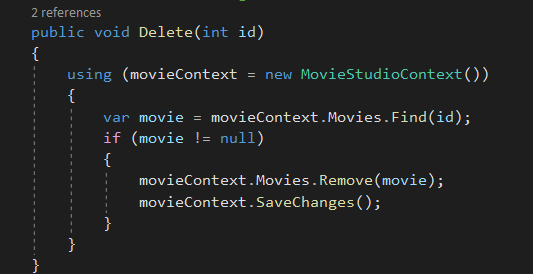 2 references
public void Delete(int id)
{
using (movieContext = new MovieStudioContext())
{
var movie = movieContext.Movies.Find(id);
if (movie != null)
{
movieContext.Movies.Remove(movie);
movieContext.SaveChanges();
}
}
}